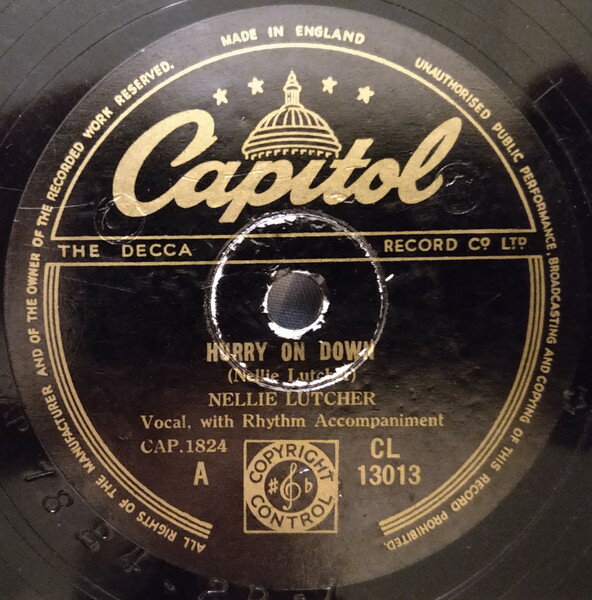 MADE IN ENGLAND
ALL RIGHTS OF THE MANUFACTURER AND OF THE OWNER OF THE RECORDED WORK RESERVED.
UNAUTHORISED PUBLIC PERFORMANCE, BROADCASTING AND COPYING OF THIS RECORD PROHIBITED.
Capitol
THE DECCA RECORD CO LTD
HURRY ON DOWN
(Nellie Lutcher)
NELLIE LUTCHER
Vocal, with Rhythm Accompaniment
CAP.1824 CL
A 13013
COPYRIGHT
CONTROL